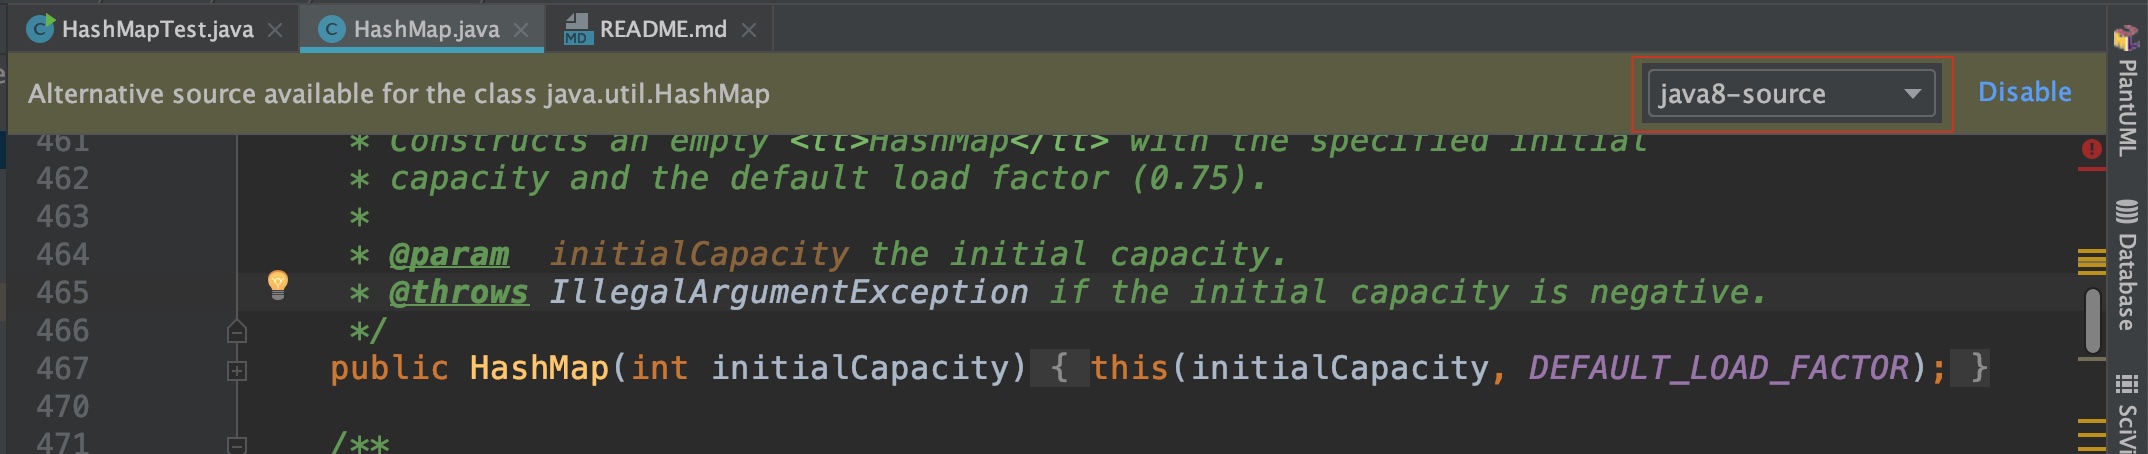 HashMapTest.java HashMap.java README.md
Alternative source available for the class java.util.HashMap java8-source Disable
461 * Constructs an empty <tt>HashMap</tt> with the specified initial
462 * capacity and the default load factor (0.75).
463 *
464 * @param initialCapacity the initial capacity.
465 * @throws IllegalArgumentException if the initial capacity is negative.
466 */
467 public HashMap(int initialCapacity) { this(initialCapacity, DEFAULT_LOAD_FACTOR); }
470
471 /**
PlantUML
Database
SciVi